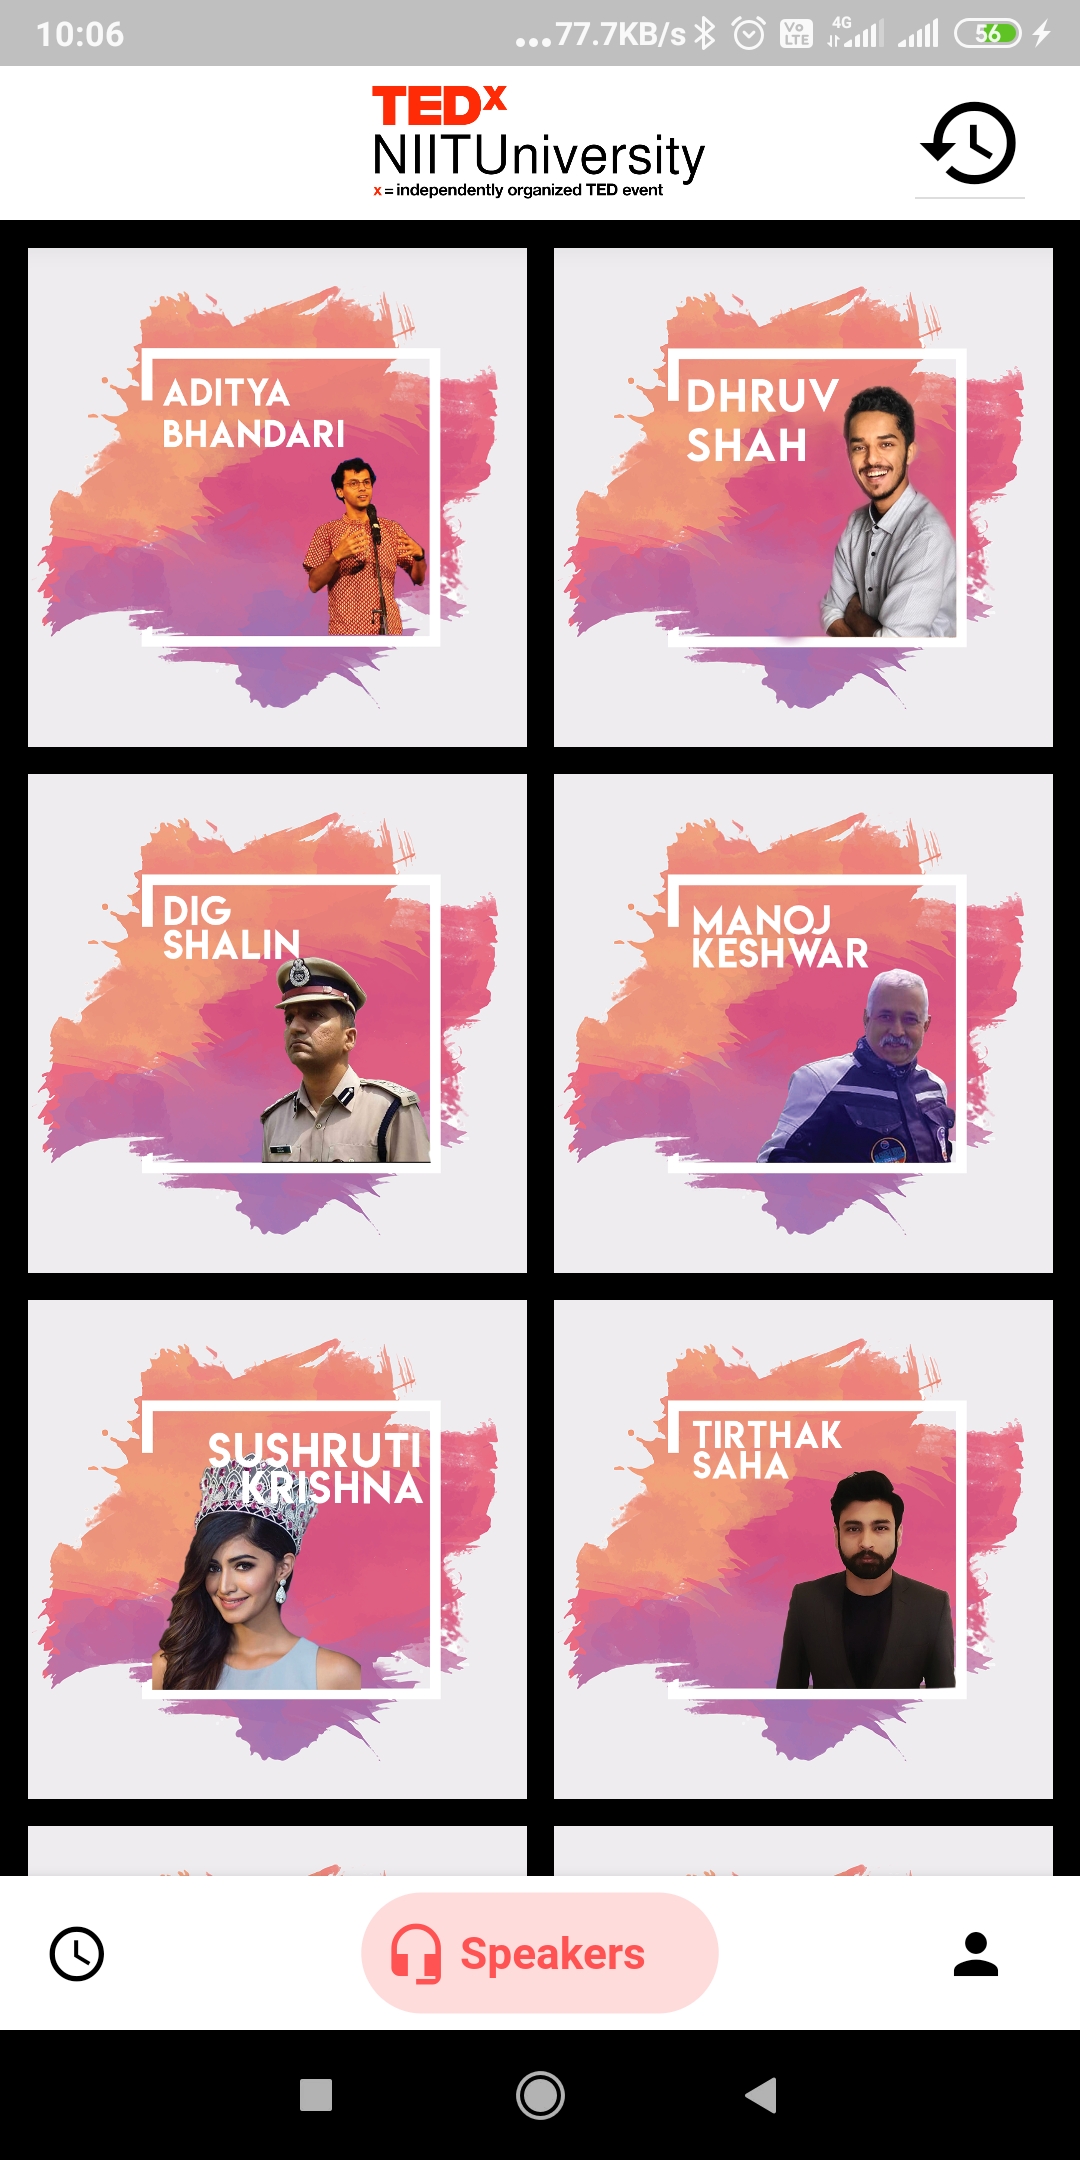 10:06
...77.7KB/s
Vo
LTE
4G
56
TEDx
NIITUniversity
x = independently organized TED event
ADITYA
BHANDARI
DHRUV
SHAH
DIG
SHALIN
MANOJ
KESHWAR
SUSHRUTI
KRISHNA
TIRTHAK
SAHA
Speakers